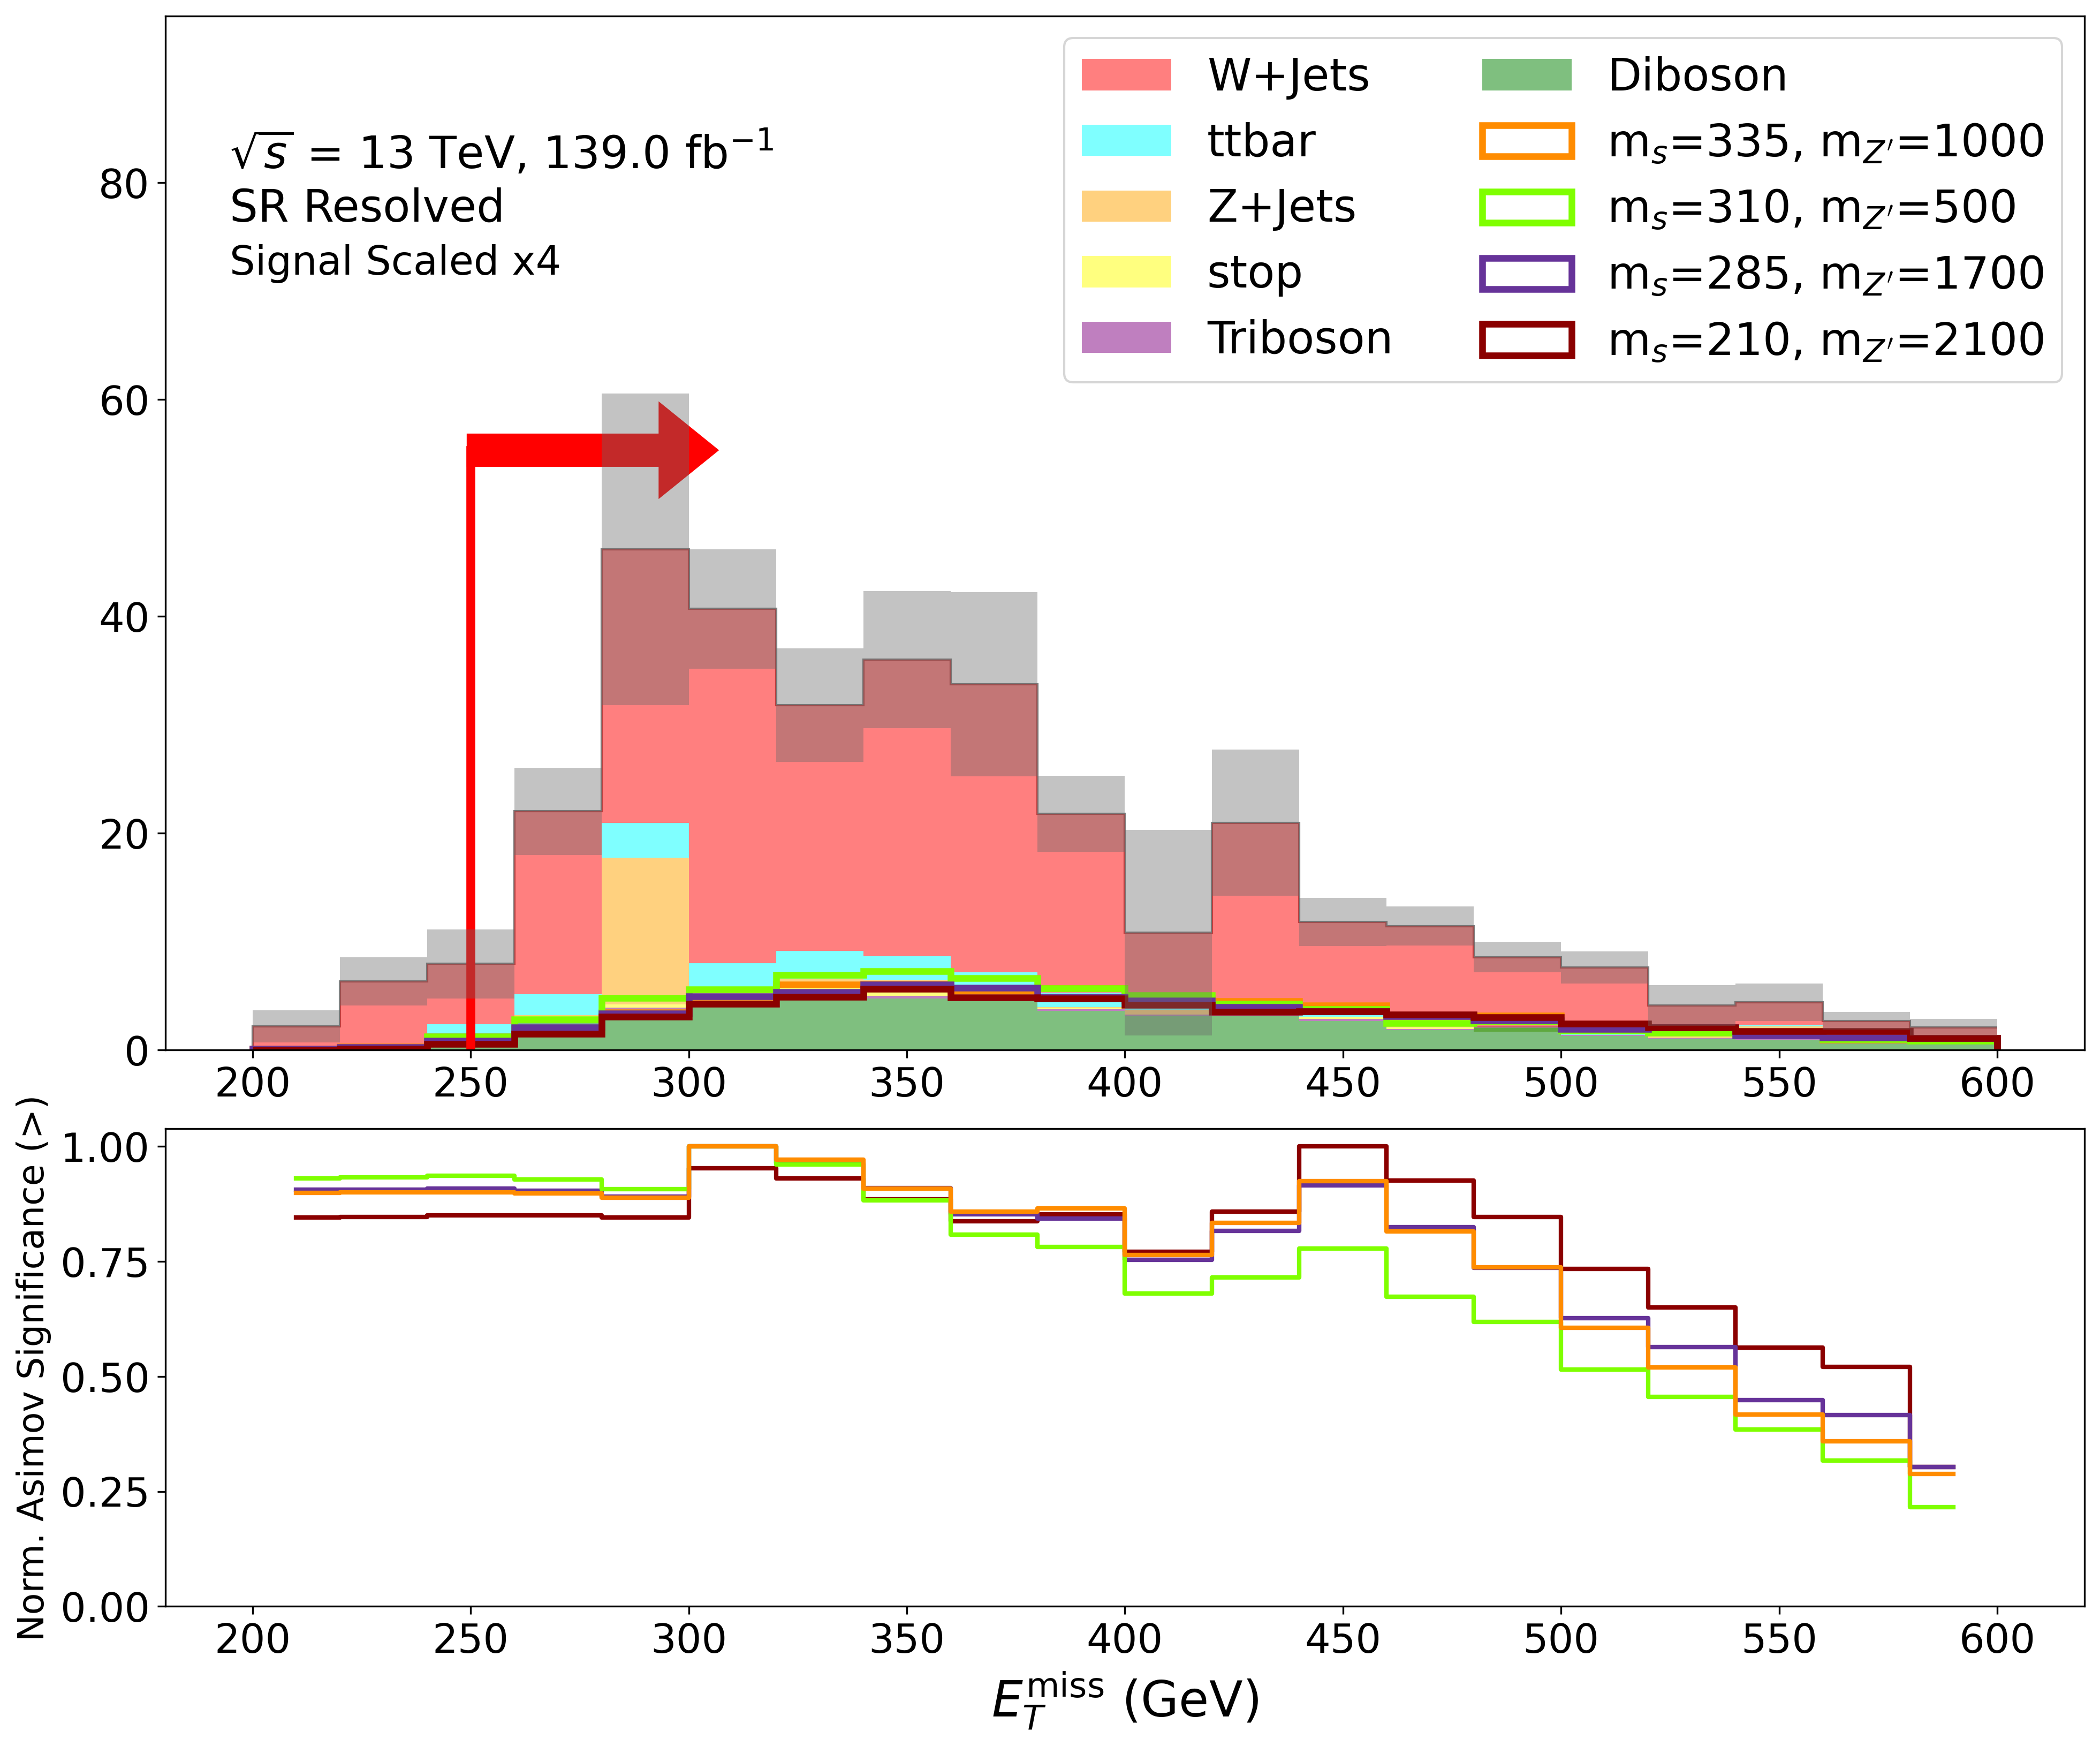 √s = 13 TeV, 139.0 fb⁻¹
SR Resolved
Signal Scaled x4
W+Jets
ttbar
Z+Jets
stop
Triboson
Diboson
mₛ=335, m_Z′=1000
mₛ=310, m_Z′=500
mₛ=285, m_Z′=1700
mₛ=210, m_Z′=2100
80
60
40
20
0
200 250 300 350 400 450 500 550 600
Norm. Asimov Significance (>)
1.00
0.75
0.50
0.25
0.00
200 250 300 350 400 450 500 550 600
E_T^miss (GeV)